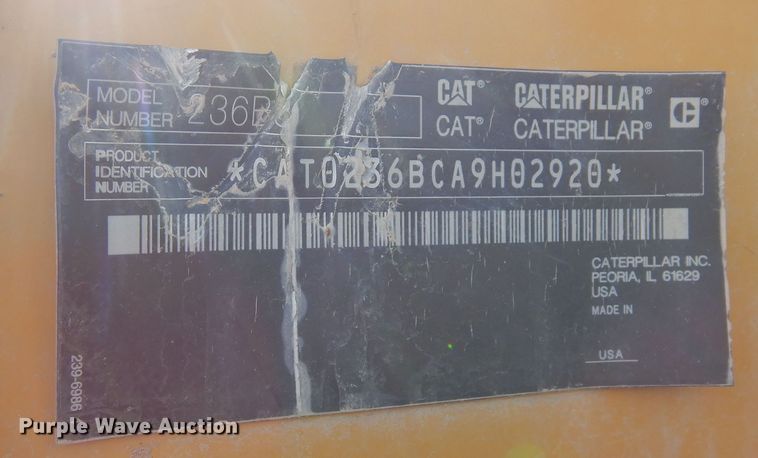 MODEL NUMBER 236B
CAT® CATERPILLAR®
CAT® CATERPILLAR®
PRODUCT IDENTIFICATION NUMBER *CAT0236BCA9H02920*
CATERPILLAR INC.
PEORIA, IL 61629
USA
MADE IN
USA
239-6986
Purple Wave Auction®